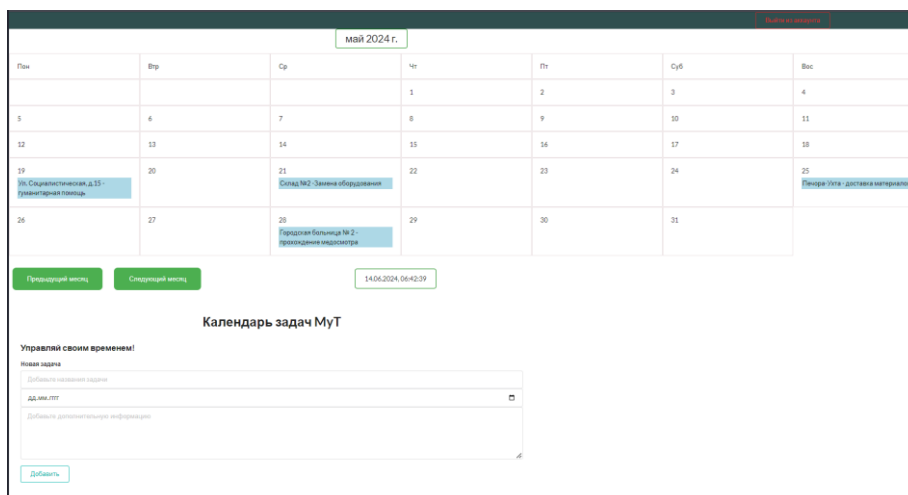 Выйти из аккаунта
май 2024 г.
Пон Втр Ср Чт Пт Суб Вос
1 2 3 4
5 6 7 8 9 10 11
12 13 14 15 16 17 18
19 20 21 22 23 24 25
Ул. Социалистическая, д.15 - Склад №2 -Замена оборудования Печора-Ухта - доставка материало
гуманитарная помощь
26 27 28 29 30 31
Городская больница № 2 -
прохождение медосмотра
Предыдущий месяц Следующий месяц 14.06.2024, 06:42:39
Календарь задач МуТ
Управляй своим временем!
Новая задача
Добавьте название задачи
дд.мм.гггг
Добавьте дополнительную информацию.
Добавить